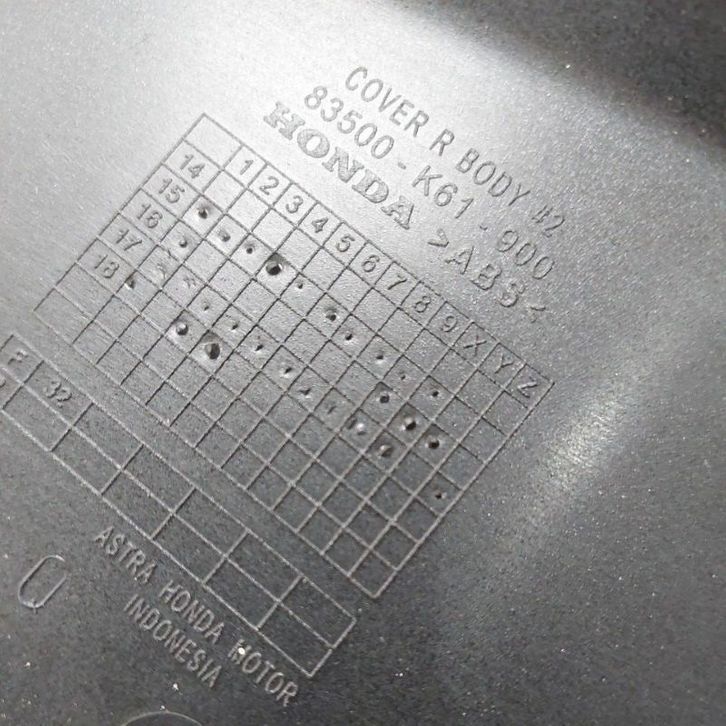 COVER R BODY #2
83500 - K61 - 900
HONDA >ABS<
1 2 3 4 5 6 7 8 9 X Y Z
14
15
16
17
18
F 32
ASTRA HONDA MOTOR
INDONESIA